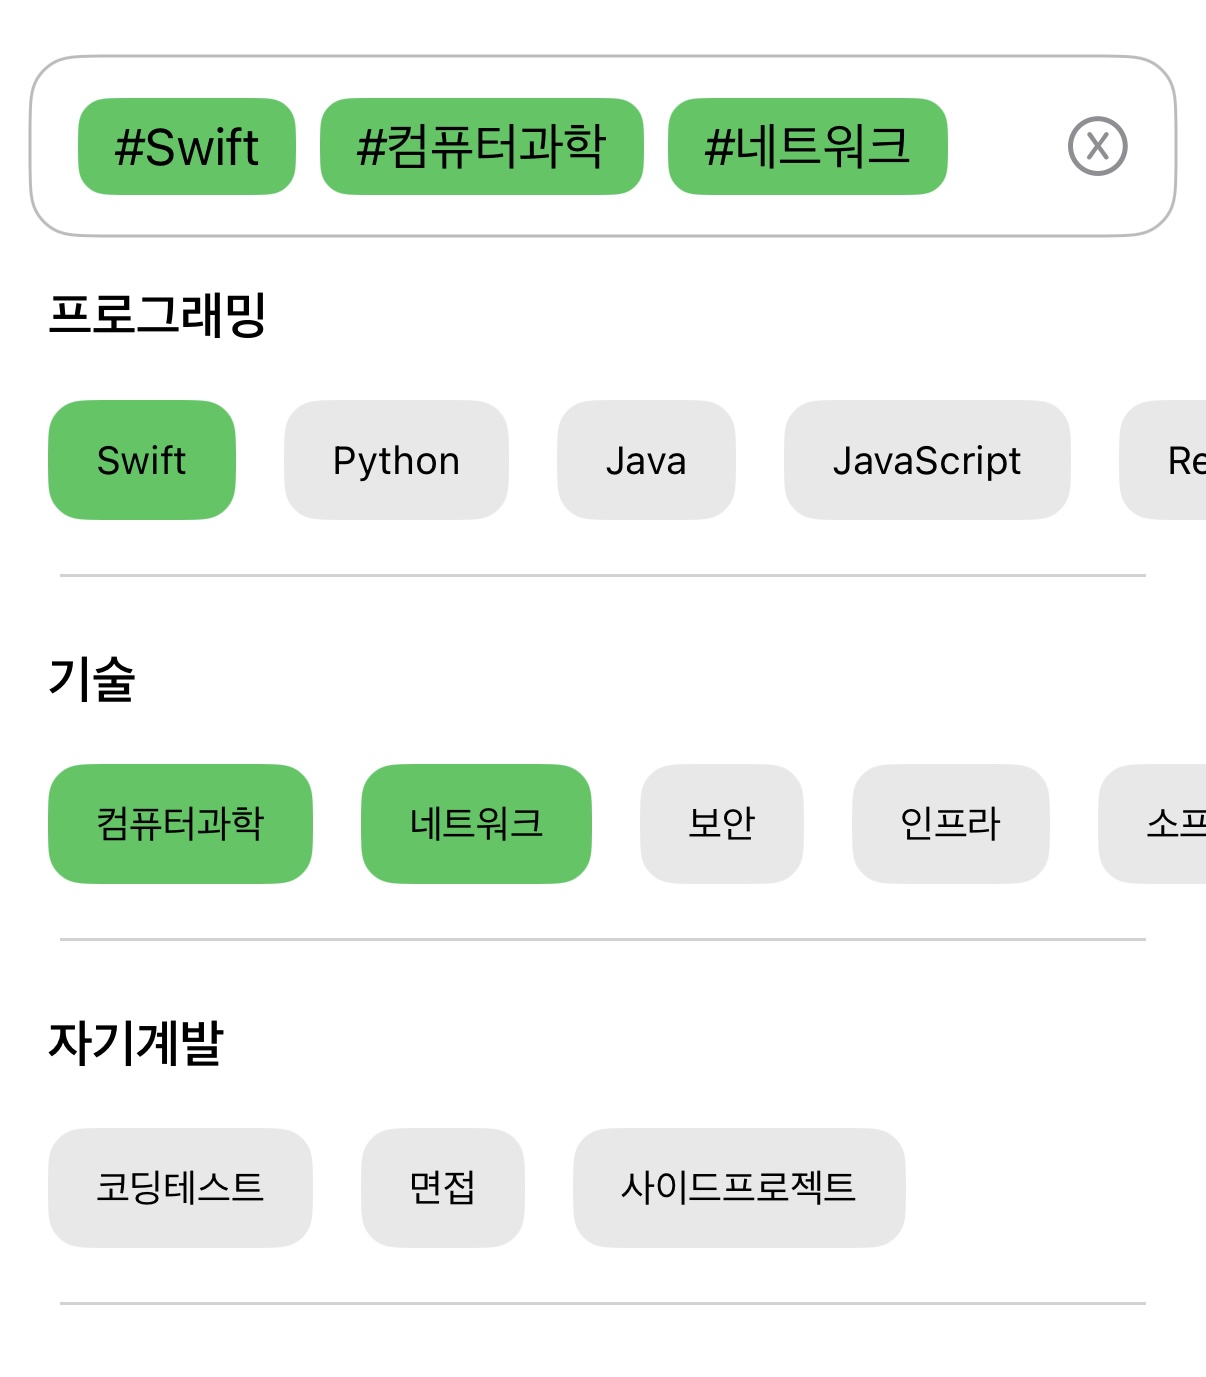 #Swift #컴퓨터과학 #네트워크
프로그래밍
Swift Python Java JavaScript Re
기술
컴퓨터과학 네트워크 보안 인프라 소프
자기계발
코딩테스트 면접 사이드프로젝트